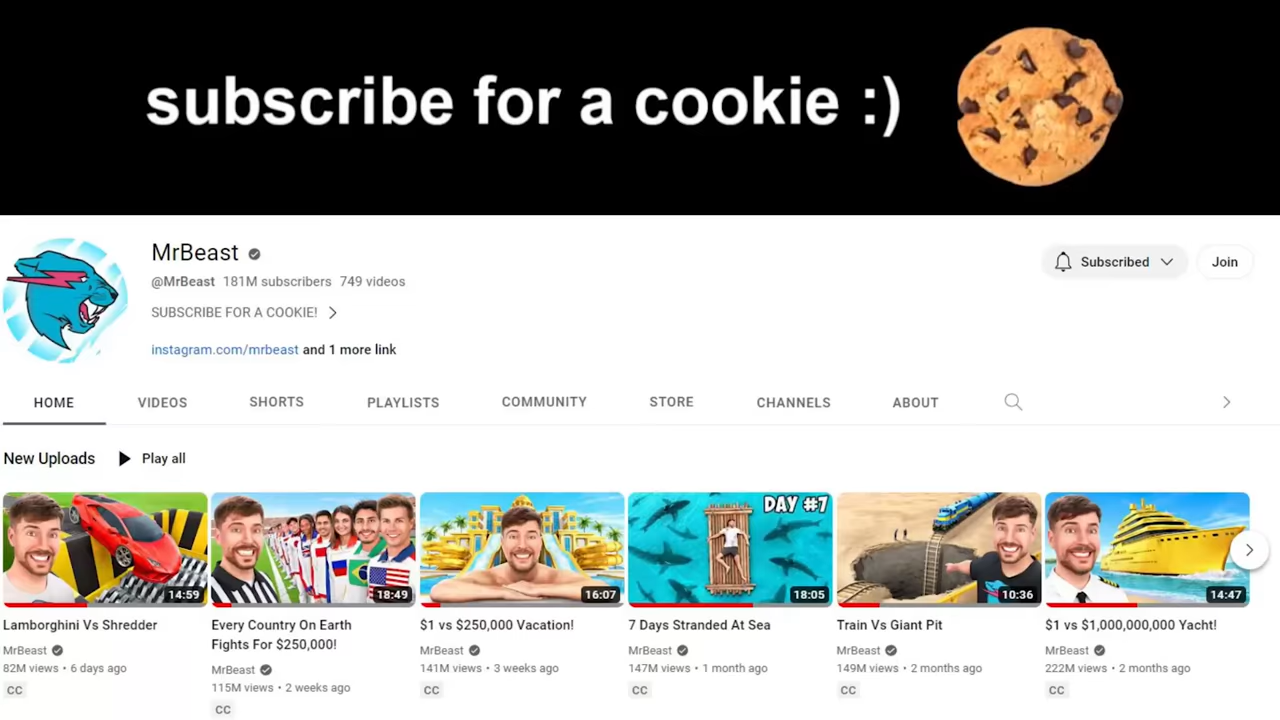 subscribe for a cookie :)
MrBeast
@MrBeast 181M subscribers 749 videos
SUBSCRIBE FOR A COOKIE!
instagram.com/mrbeast and 1 more link
Subscribed
Join
HOME VIDEOS SHORTS PLAYLISTS COMMUNITY STORE CHANNELS ABOUT
New Uploads Play all
14:59
Lamborghini Vs Shredder
MrBeast
82M views • 6 days ago
CC
18:49
Every Country On Earth
Fights For $250,000!
MrBeast
115M views • 2 weeks ago
CC
16:07
$1 vs $250,000 Vacation!
MrBeast
141M views • 3 weeks ago
CC
DAY #7
18:05
7 Days Stranded At Sea
MrBeast
147M views • 1 month ago
CC
10:36
Train Vs Giant Pit
MrBeast
149M views • 2 months ago
CC
14:47
$1 vs $1,000,000,000 Yacht!
MrBeast
222M views • 2 months ago
CC